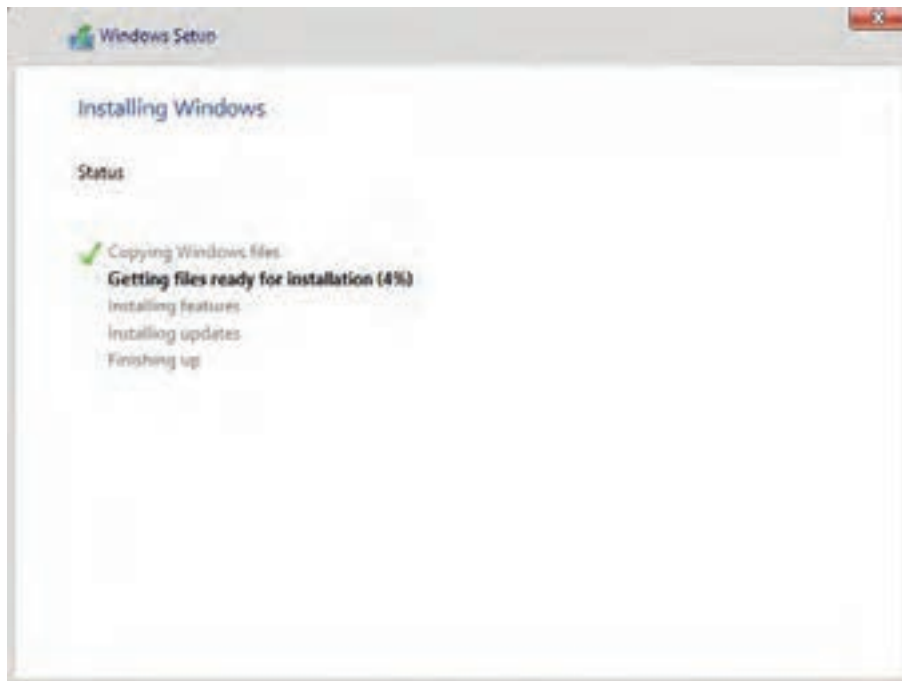 Windows Setup
Installing Windows
Status
Copying Windows files
Getting files ready for installation (4%)
Installing features
Installing updates
Finishing up